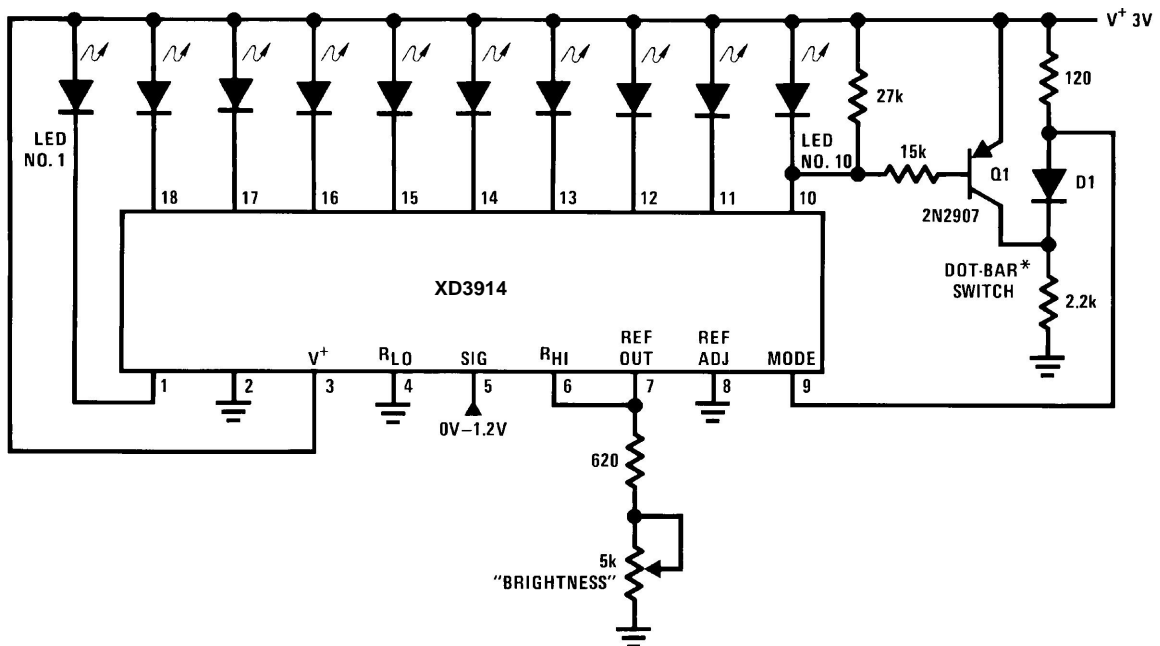 V+ 3V
120
27k
LED
NO. 1
LED
NO. 10
15k
Q1
D1
2N2907
18 17 16 15 14 13 12 11 10
DOT-BAR*
SWITCH
2.2k
XD3914
V+ RLO SIG RHI REF OUT REF ADJ MODE
1 2 3 4 5 6 7 8 9
0V–1.2V
620
5k
"BRIGHTNESS"